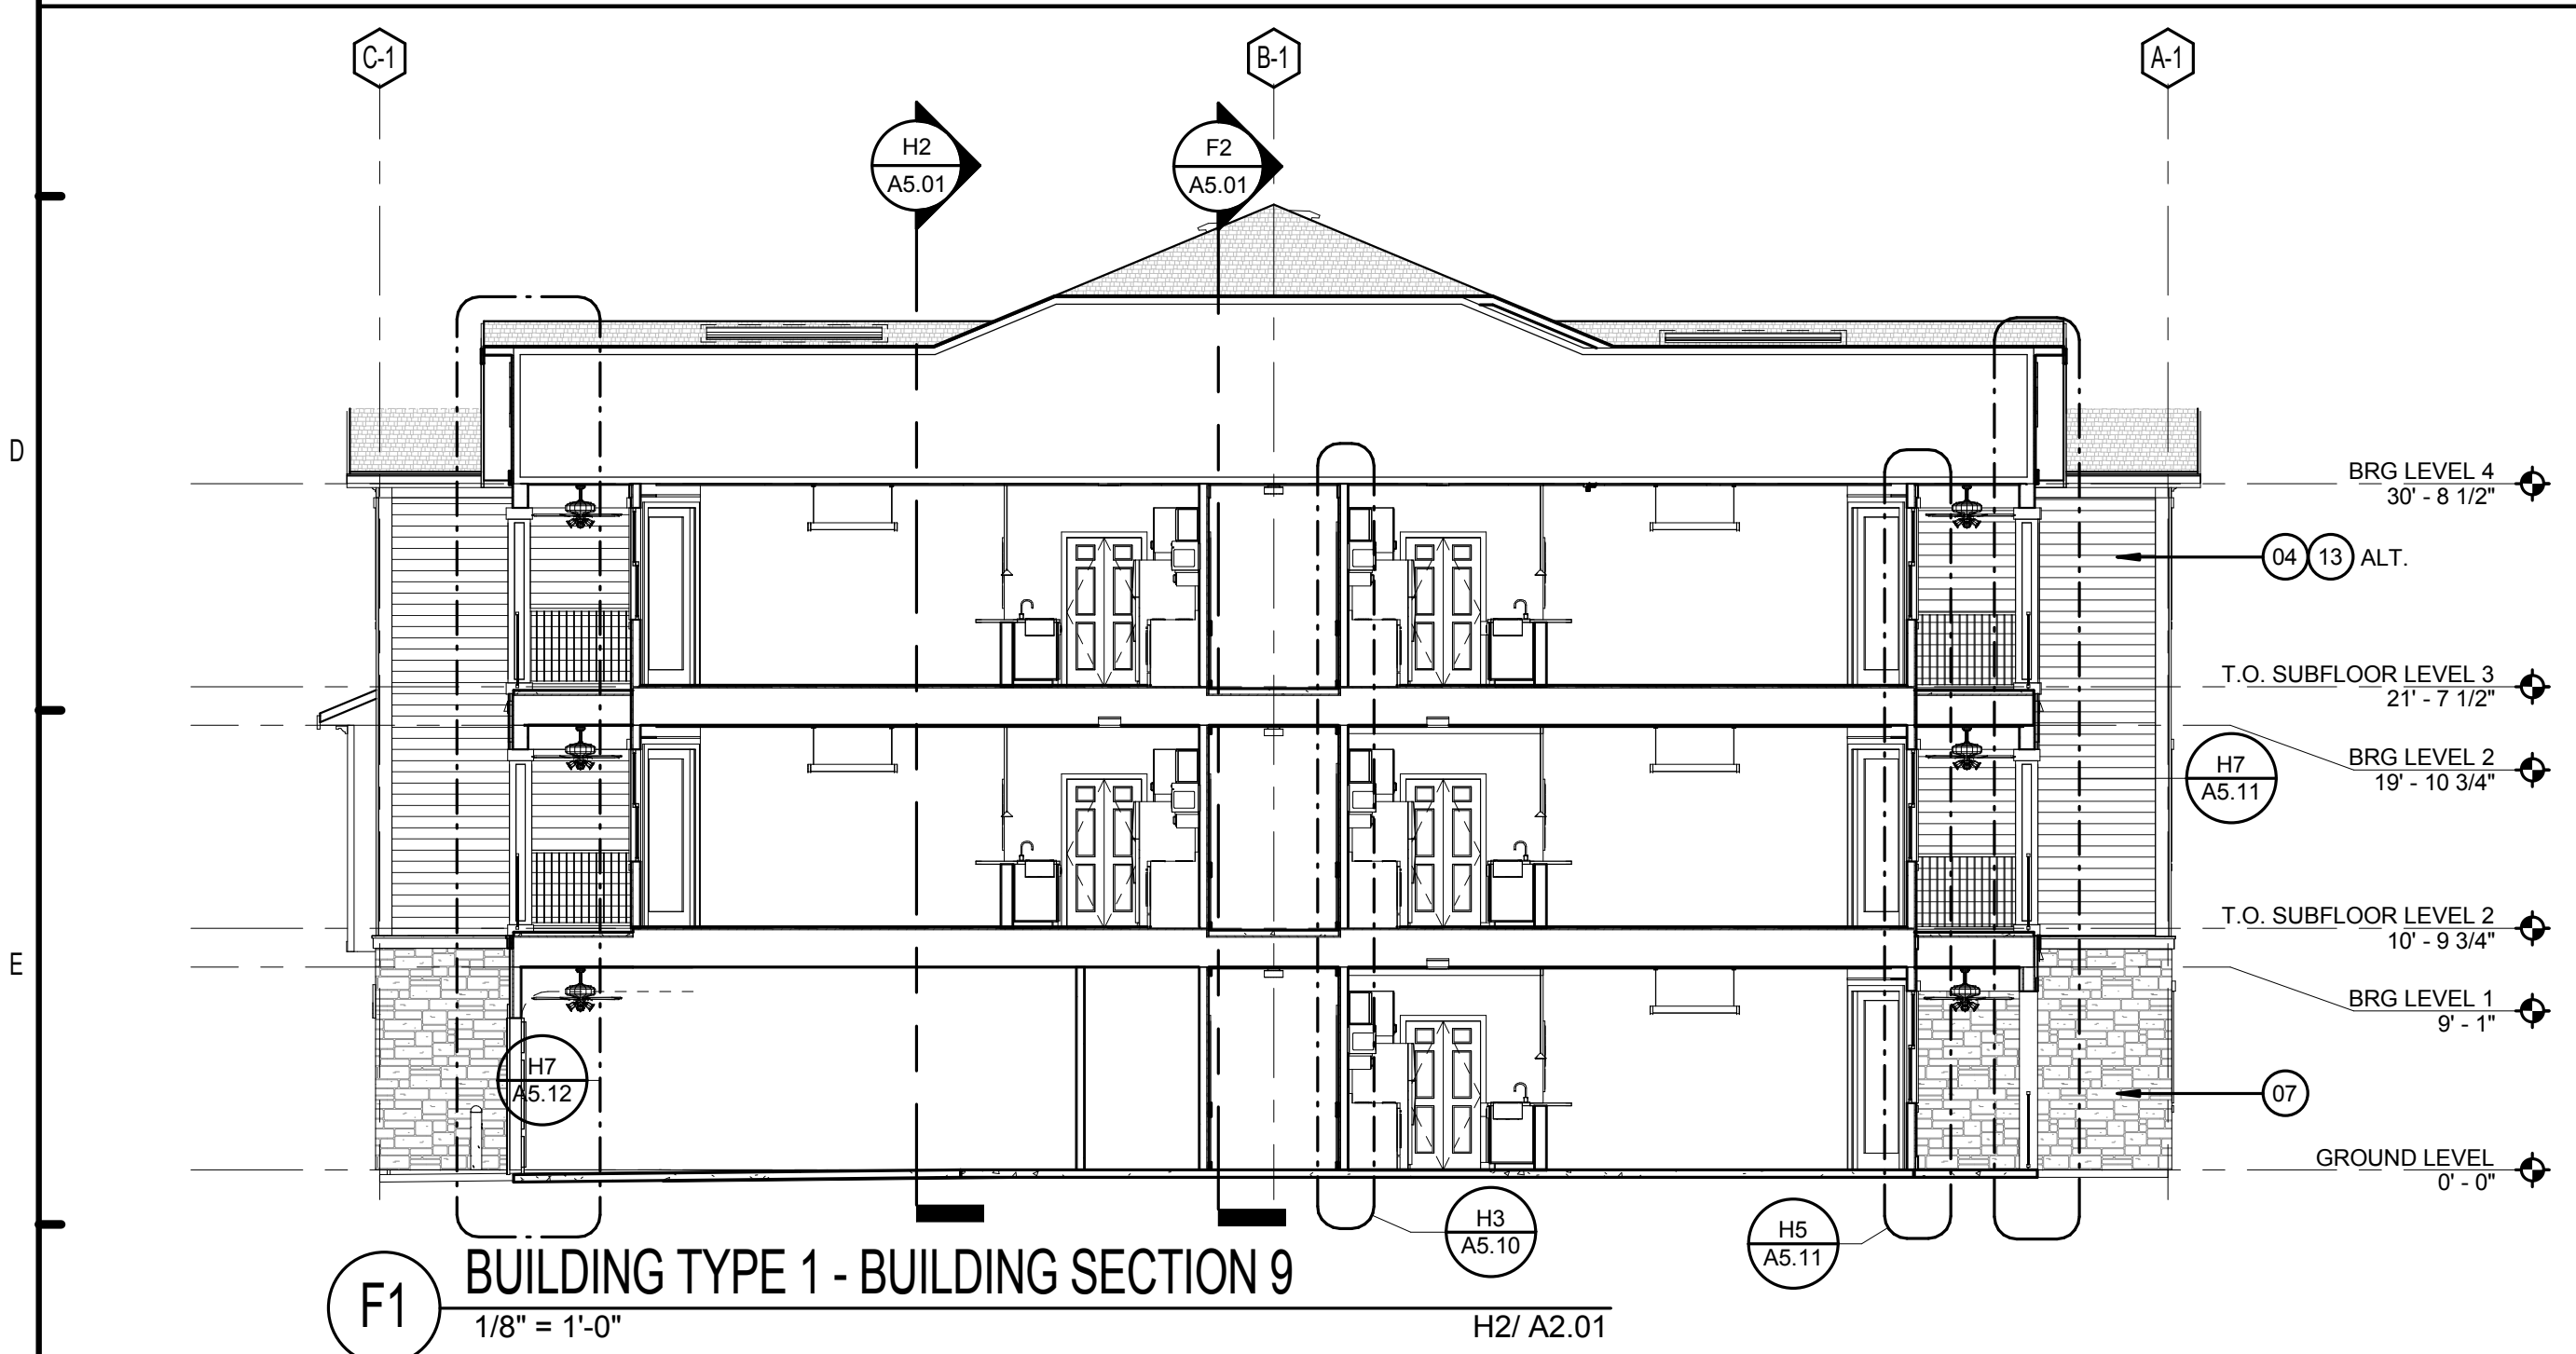 C-1
B-1
A-1
H2
A5.01
F2
A5.01
D
BRG LEVEL 4
30' - 8 1/2"
04 13 ALT.
T.O. SUBFLOOR LEVEL 3
21' - 7 1/2"
BRG LEVEL 2
19' - 10 3/4"
H7
A5.11
T.O. SUBFLOOR LEVEL 2
10' - 9 3/4"
E
BRG LEVEL 1
9' - 1"
H7
A5.12
07
GROUND LEVEL
0' - 0"
H3
A5.10
H5
A5.11
F1
BUILDING TYPE 1 - BUILDING SECTION 9
1/8" = 1'-0"
H2/ A2.01